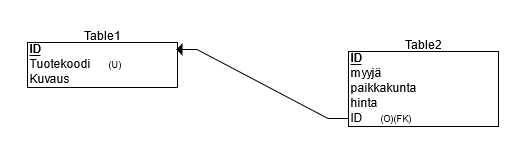 Table1
ID
Tuotekoodi (U)
Kuvaus
Table2
ID
myyjä
paikkakunta
hinta
ID (O)(FK)